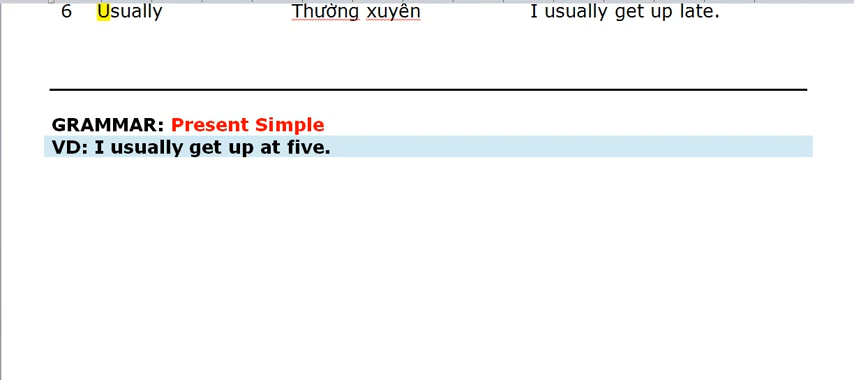 6 Usually Thường xuyên I usually get up late.
GRAMMAR: Present Simple
VD: I usually get up at five.